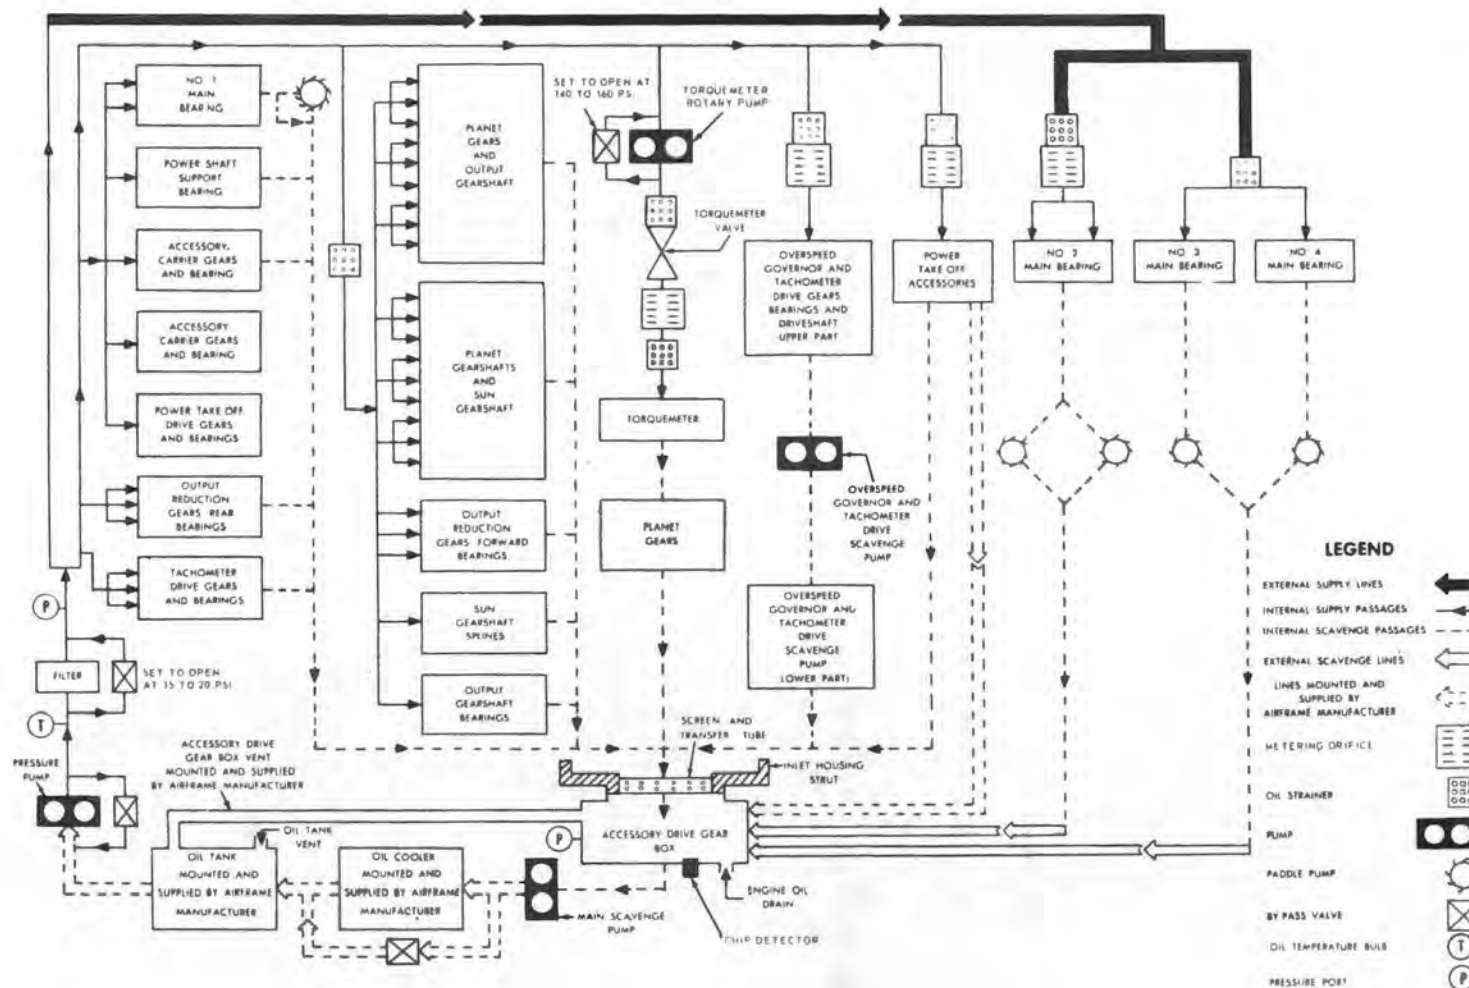 NO. 1
MAIN
BEARING
POWER SHAFT
SUPPORT
BEARING
ACCESSORY.
CARRIER GEARS
AND BEARING
ACCESSORY
CARRIER GEARS
AND BEARING
POWER TAKE OFF
DRIVE GEARS
AND BEARINGS
OUTPUT
REDUCTION
GEARS REAR
BEARINGS
TACHOMETER
DRIVE GEARS
AND BEARINGS
P
FILTER
SET TO OPEN
AT 15 TO 20 PSI
T
PRESSURE
PUMP
PLANET
GEARS
AND
OUTPUT
GEARSHAFT
PLANET
GEARSHAFTS
AND
SUN
GEARSHAFT
OUTPUT
REDUCTION
GEARS FORWARD
BEARINGS
SUN
GEARSHAFT
SPLINES
OUTPUT
GEARSHAFT
BEARINGS
SET TO OPEN AT
140 TO 160 PSI
TORQUEMETER
ROTARY PUMP
TORQUEMETER
VALVE
TORQUEMETER
PLANET
GEARS
OVERSPEED
GOVERNOR AND
TACHOMETER
DRIVE GEARS
BEARINGS AND
DRIVESHAFT
UPPER PART
OVERSPEED
GOVERNOR AND
TACHOMETER
DRIVE
SCAVENGE
PUMP
OVERSPEED
GOVERNOR AND
TACHOMETER
DRIVE
SCAVENGE
PUMP
(LOWER PART)
POWER
TAKE OFF
ACCESSORIES
NO 2
MAIN BEARING
NO 3
MAIN BEARING
NO 4
MAIN BEARING
SCREEN AND
TRANSFER TUBE
INLET HOUSING
STRUT
ACCESSORY DRIVE
GEAR BOX VENT
MOUNTED AND SUPPLIED
BY AIRFRAME MANUFACTURER
OIL TANK
VENT
OIL TANK
MOUNTED AND
SUPPLIED BY AIRFRAME
MANUFACTURER
OIL COOLER
MOUNTED AND
SUPPLIED BY AIRFRAME
MANUFACTURER
P
ACCESSORY DRIVE GEAR
BOX
MAIN SCAVENGE
PUMP
CHIP DETECTOR
ENGINE OIL
DRAIN
LEGEND
EXTERNAL SUPPLY LINES
INTERNAL SUPPLY PASSAGES
INTERNAL SCAVENGE PASSAGES
EXTERNAL SCAVENGE LINES
LINES MOUNTED AND
SUPPLIED BY
AIRFRAME MANUFACTURER
METERING ORIFICE
OIL STRAINER
PUMP
PADDLE PUMP
BY PASS VALVE
OIL TEMPERATURE BULB
T
PRESSURE PORT
P